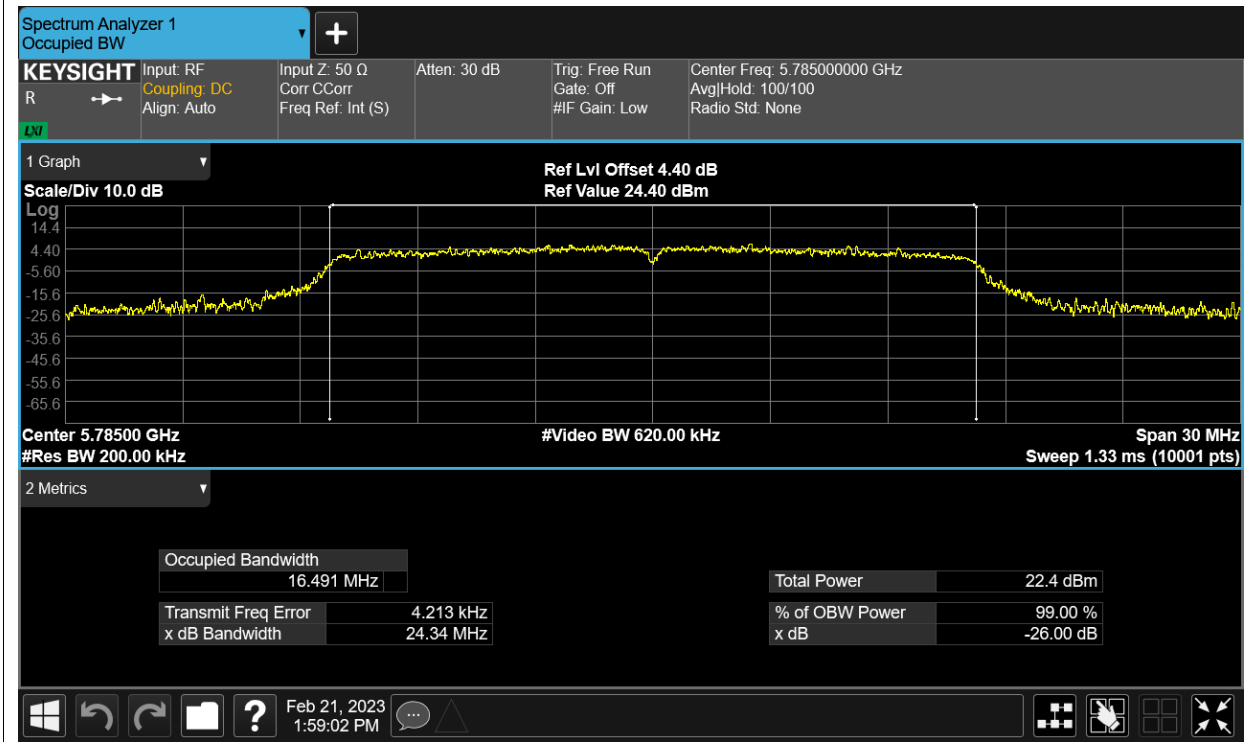 Spectrum Analyzer 1
Occupied BW
KEYSIGHT
R
LXI
Input: RF
Coupling: DC
Align: Auto
Input Z: 50 Ω
Corr CCorr
Freq Ref: Int (S)
Atten: 30 dB
Trig: Free Run
Gate: Off
#IF Gain: Low
Center Freq: 5.785000000 GHz
Avg|Hold: 100/100
Radio Std: None
1 Graph
Scale/Div 10.0 dB
Ref Lvl Offset 4.40 dB
Ref Value 24.40 dBm
Log
14.4
4.40
-5.60
-15.6
-25.6
-35.6
-45.6
-55.6
-65.6
Center 5.78500 GHz
#Video BW 620.00 kHz
Span 30 MHz
#Res BW 200.00 kHz
Sweep 1.33 ms (10001 pts)
2 Metrics
Occupied Bandwidth
16.491 MHz
Total Power 22.4 dBm
Transmit Freq Error 4.213 kHz
% of OBW Power 99.00 %
x dB Bandwidth 24.34 MHz
x dB -26.00 dB
?
Feb 21, 2023
1:59:02 PM